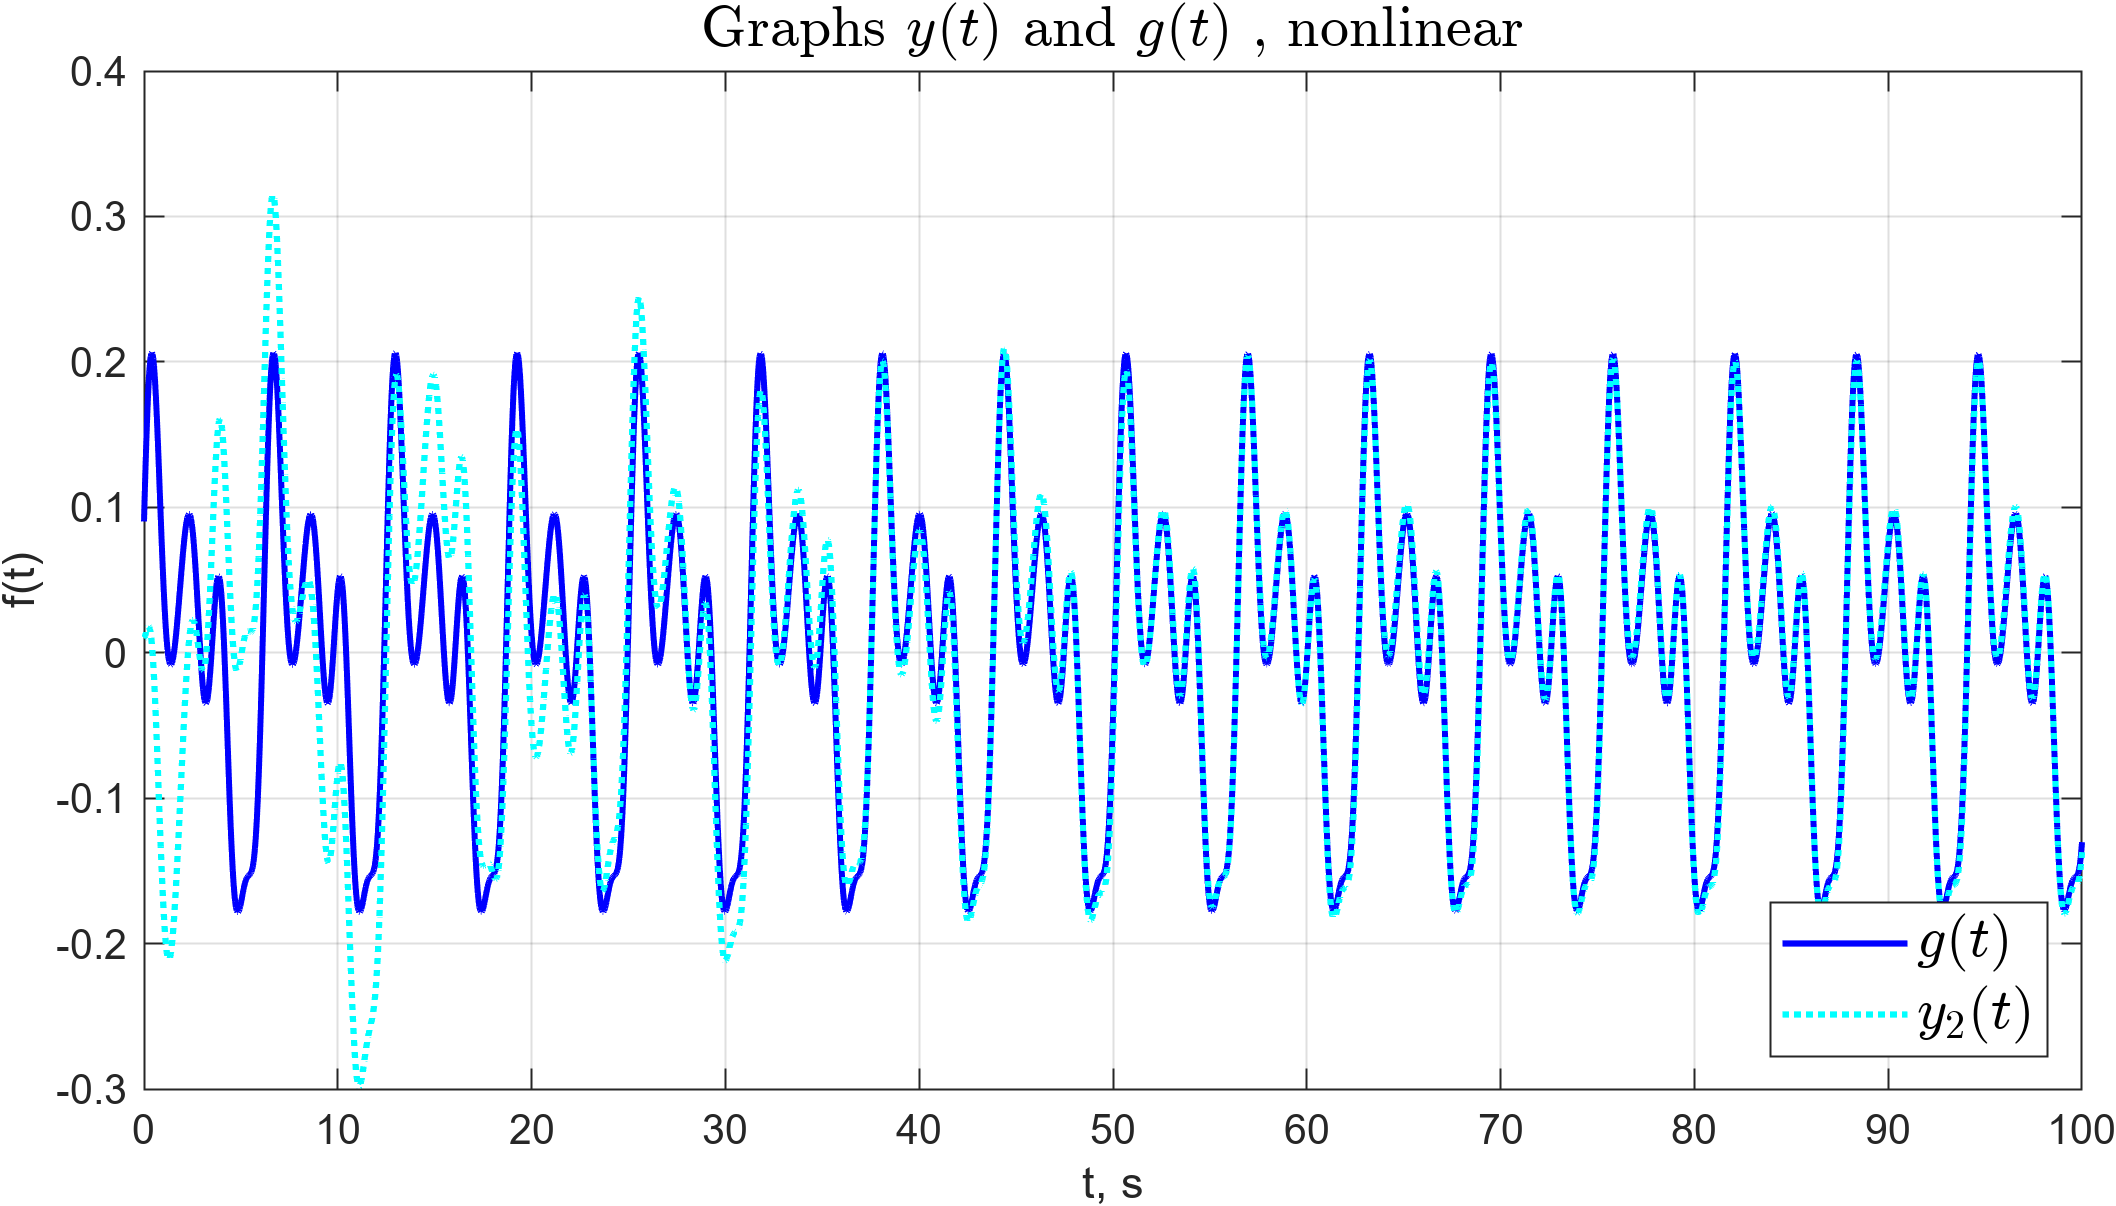 Graphs y(t) and g(t) , nonlinear
0.4
0.3
0.2
0.1
0
-0.1
-0.2
-0.3
f(t)
0 10 20 30 40 50 60 70 80 90 100
t, s
g(t)
y₂(t)